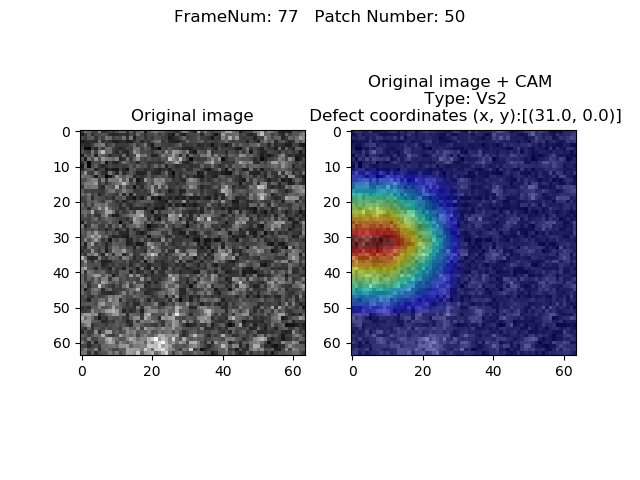 FrameNum: 77   Patch Number: 50
Original image
Original image + CAM
Type: Vs2
Defect coordinates (x, y):[(31.0, 0.0)]
0
10
20
30
40
50
60
0 20 40 60
0
10
20
30
40
50
60
0 20 40 60